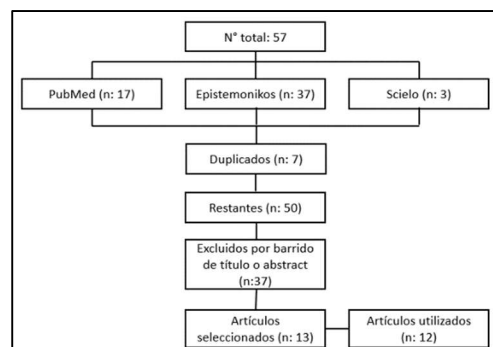 N° total: 57
PubMed (n: 17)
Epistemonikos (n: 37)
Scielo (n: 3)
Duplicados (n: 7)
Restantes (n: 50)
Excluidos por barrido
de título o abstract
(n:37)
Artículos
seleccionados (n: 13)
Artículos utilizados
(n: 12)